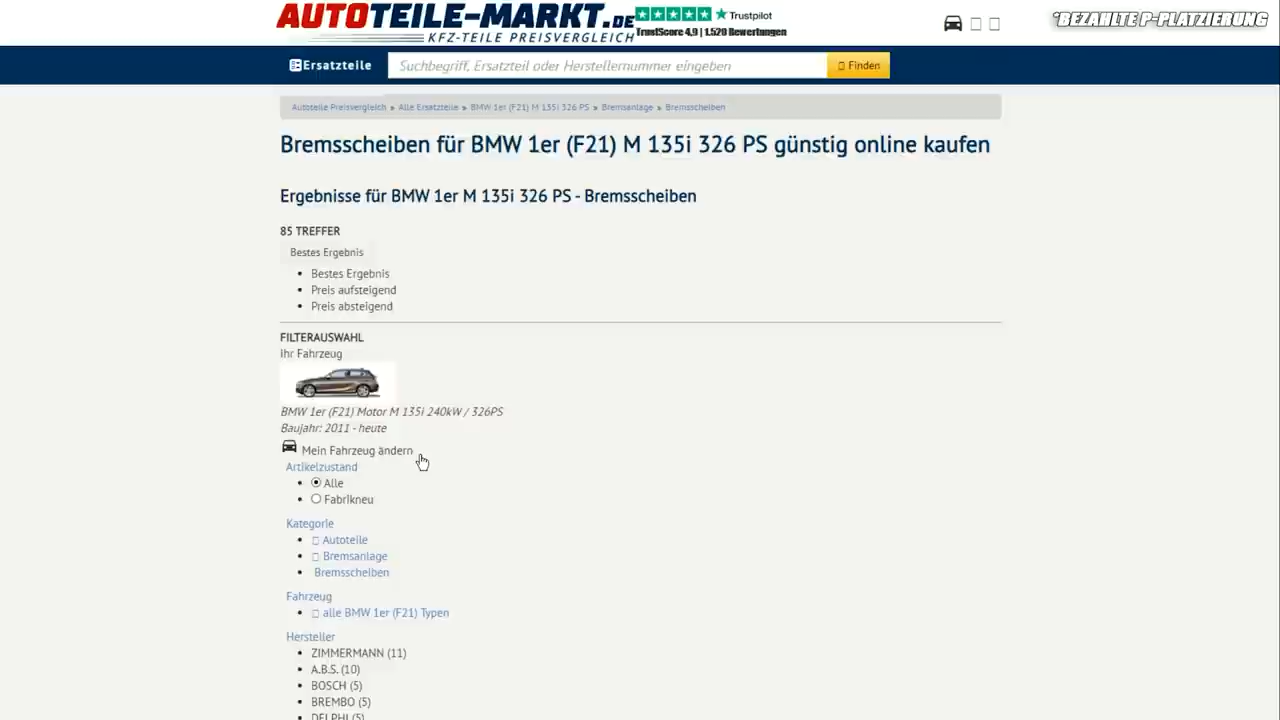 AUTOTEILE-MARKT.DE
KFZ-TEILE PREISVERGLEICH
Trustpilot
TrustScore 4,9 | 1.520 Bewertungen
*BEZAHLTE P-PLATZIERUNG
Ersatzteile
Suchbegriff, Ersatzteil oder Herstellernummer eingeben
Finden
Autoteile Preisvergleich » Alle Ersatzteile » BMW 1er (F21) M 135i 326 PS » Bremsanlage » Bremsscheiben
Bremsscheiben für BMW 1er (F21) M 135i 326 PS günstig online kaufen
Ergebnisse für BMW 1er M 135i 326 PS - Bremsscheiben
85 TREFFER
Bestes Ergebnis
Bestes Ergebnis
Preis aufsteigend
Preis absteigend
FILTERAUSWAHL
Ihr Fahrzeug
BMW 1er (F21) Motor M 135i 240kW / 326PS
Baujahr: 2011 - heute
Mein Fahrzeug ändern
Artikelzustand
Alle
Fabrikneu
Kategorie
Autoteile
Bremsanlage
Bremsscheiben
Fahrzeug
alle BMW 1er (F21) Typen
Hersteller
ZIMMERMANN (11)
A.B.S. (10)
BOSCH (5)
BREMBO (5)
DELPHI (5)